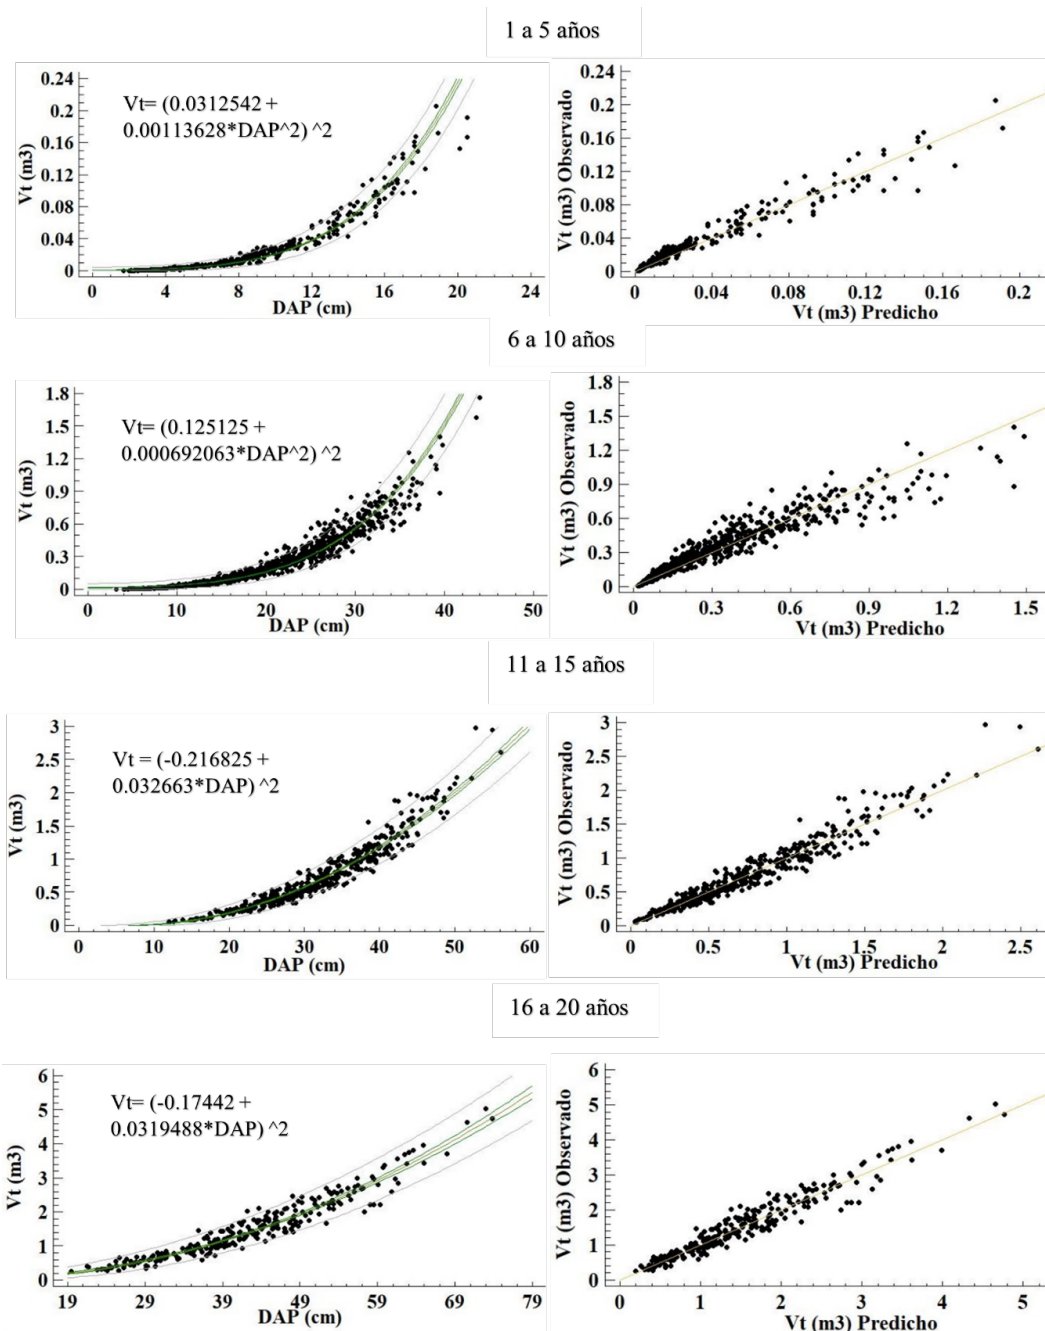 1 a 5 años
0.24
0.2
0.16
0.12
0.08
0.04
0
Vt (m3)
Vt= (0.0312542 +
0.00113628*DAP^2) ^2
0 4 8 12 16 20 24
DAP (cm)
0.24
0.2
0.16
0.12
0.08
0.04
0
Vt (m3) Observado
0 0.04 0.08 0.12 0.16 0.2
Vt (m3) Predicho
6 a 10 años
1.8
1.5
1.2
0.9
0.6
0.3
0
Vt (m3)
Vt= (0.125125 +
0.000692063*DAP^2) ^2
0 10 20 30 40 50
DAP (cm)
1.8
1.5
1.2
0.9
0.6
0.3
0
Vt (m3) Observado
0 0.3 0.6 0.9 1.2 1.5
Vt (m3) Predicho
11 a 15 años
3
2.5
2
1.5
1
0.5
0
Vt (m3)
Vt = (-0.216825 +
0.032663*DAP) ^2
0 10 20 30 40 50 60
DAP (cm)
3
2.5
2
1.5
1
0.5
0
Vt (m3) Observado
0 0.5 1 1.5 2 2.5
Vt (m3) Predicho
16 a 20 años
6
5
4
3
2
1
0
Vt (m3)
Vt= (-0.17442 +
0.0319488*DAP) ^2
19 29 39 49 59 69 79
DAP (cm)
6
5
4
3
2
1
0
Vt (m3) Observado
0 1 2 3 4 5
Vt (m3) Predicho